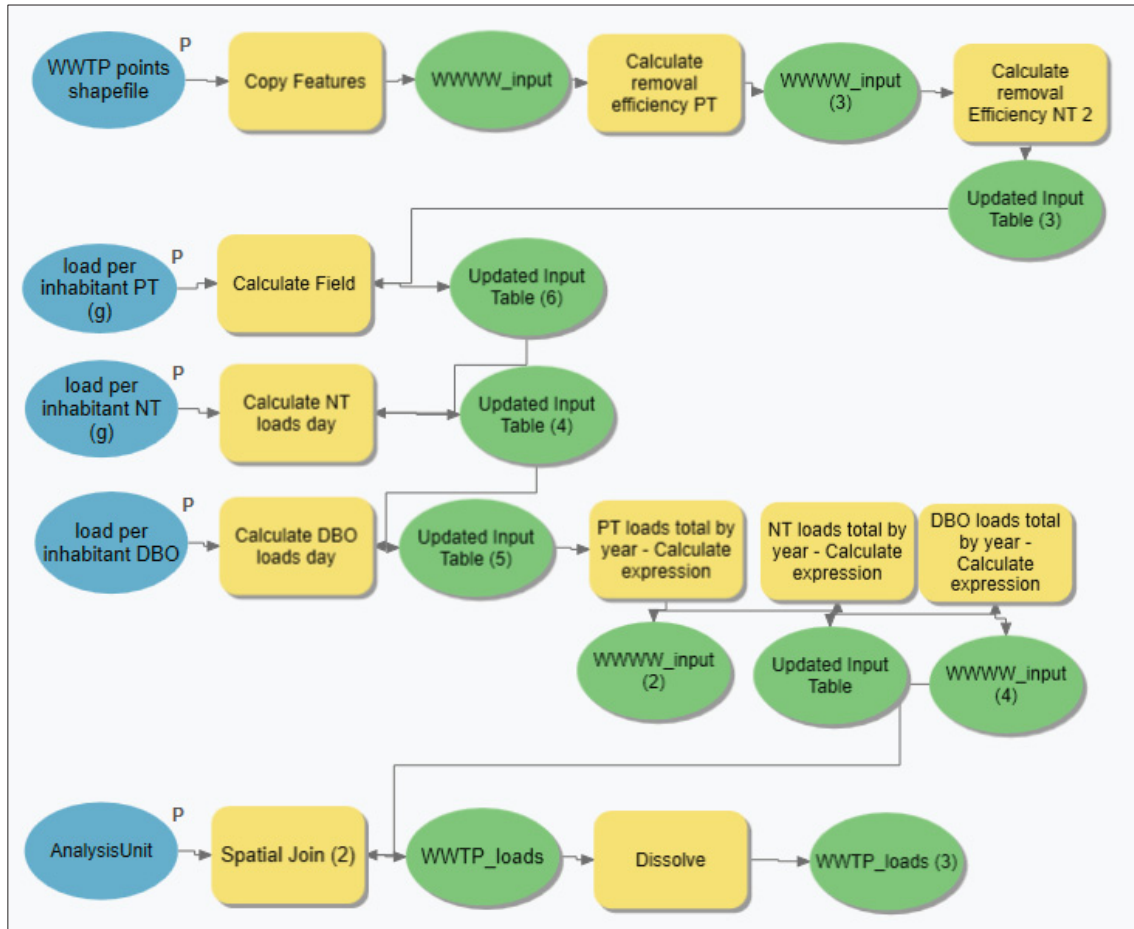 P
WWTP points
shapefile
Copy Features
WWWW_input
Calculate
removal
efficiency PT
WWWW_input
(3)
Calculate
removal
Efficiency NT 2
Updated Input
Table (3)
P
load per
inhabitant PT
(g)
Calculate Field
Updated Input
Table (6)
P
load per
inhabitant NT
(g)
Calculate NT
loads day
Updated Input
Table (4)
P
load per
inhabitant DBO
Calculate DBO
loads day
Updated Input
Table (5)
PT loads total by
year - Calculate
expression
NT loads total by
year - Calculate
expression
DBO loads total
by year -
Calculate
expression
WWWW_input
(2)
Updated Input
Table
WWWW_input
(4)
P
AnalysisUnit
Spatial Join (2)
WWTP_loads
Dissolve
WWTP_loads (3)